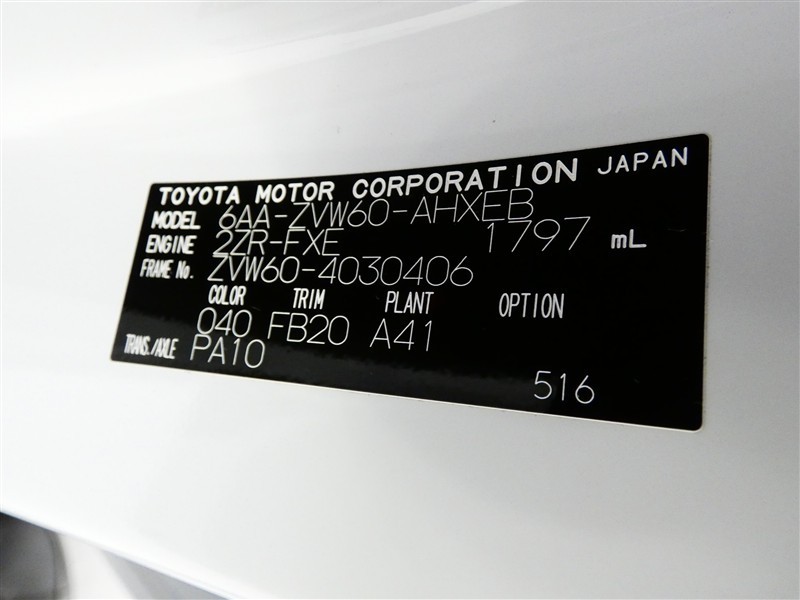 TOYOTA MOTOR CORPORATION JAPAN
MODEL 6AA-ZVW60-AHXEB
ENGINE 2ZR-FXE 1797 mL
FRAME No. ZVW60-4030406
COLOR TRIM PLANT OPTION
040 FB20 A41
TRANS./AXLE PA10
516